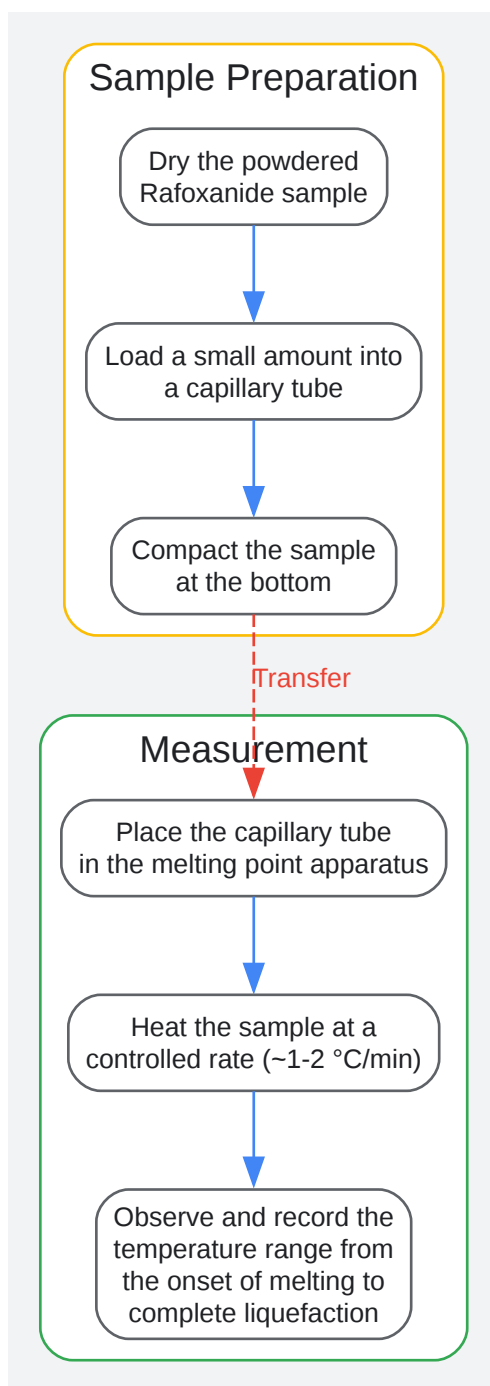 Sample Preparation
Dry the powdered
Rafoxanide sample
Load a small amount into
a capillary tube
Compact the sample
at the bottom
Transfer
Measurement
Place the capillary tube
in the melting point apparatus
Heat the sample at a
controlled rate (~1-2 °C/min)
Observe and record the
temperature range from
the onset of melting to
complete liquefaction